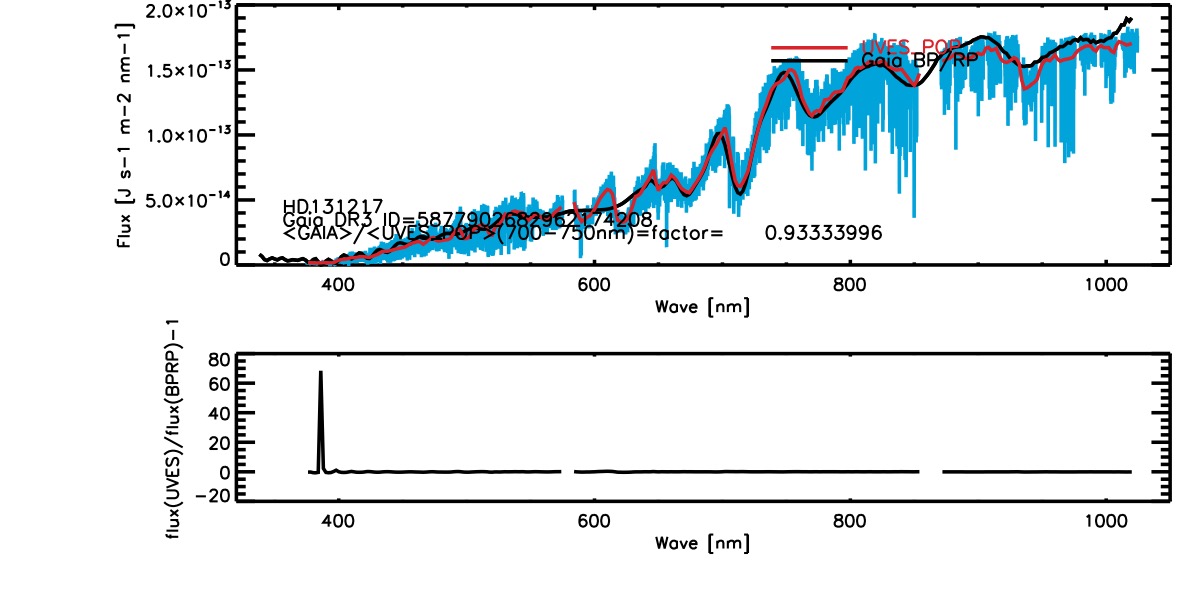 2.0×10−13
1.5×10−13
1.0×10−13
5.0×10−14
0
Flux [J s−1 m−2 nm−1]
UVES_POP
Gaia BP/RP
HD131217
Gaia DR3 ID=5877902682962174208
<GAIA>/<UVES_POP>(700−750nm)=factor= 0.93333996
400 600 800 1000
Wave [nm]
80
60
40
20
0
−20
flux(UVES)/flux(BPRP)−1
400 600 800 1000
Wave [nm]